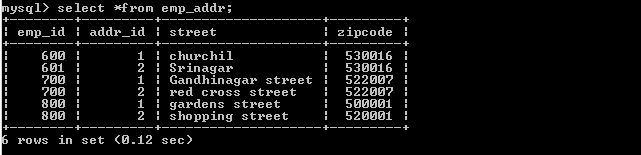 mysql> select *from emp_addr;
+--------+---------+--------------------+---------+
| emp_id | addr_id | street             | zipcode |
+--------+---------+--------------------+---------+
|    600 |       1 | churchil           |  530016 |
|    601 |       2 | Srinagar           |  530016 |
|    700 |       1 | Gandhinagar street |  522007 |
|    700 |       2 | red cross street   |  522007 |
|    800 |       1 | gardens street     |  500001 |
|    800 |       2 | shopping street    |  520001 |
+--------+---------+--------------------+---------+
6 rows in set (0.12 sec)